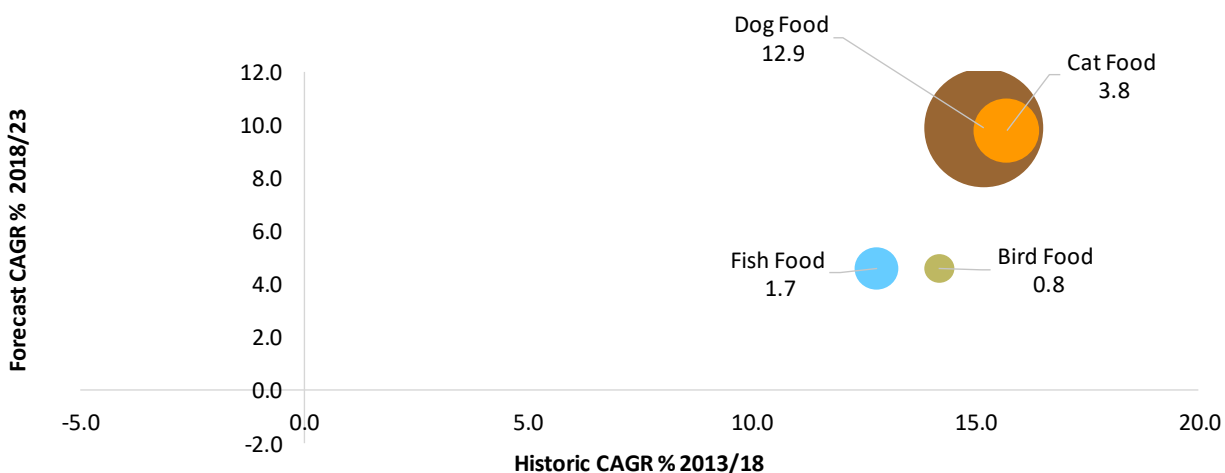 Dog Food
12.9
Cat Food
3.8
12.0
10.0
8.0
6.0
4.0
2.0
0.0
-2.0
Forecast CAGR % 2018/23
Fish Food
1.7
Bird Food
0.8
-5.0 0.0 5.0 10.0 15.0 20.0
Historic CAGR % 2013/18